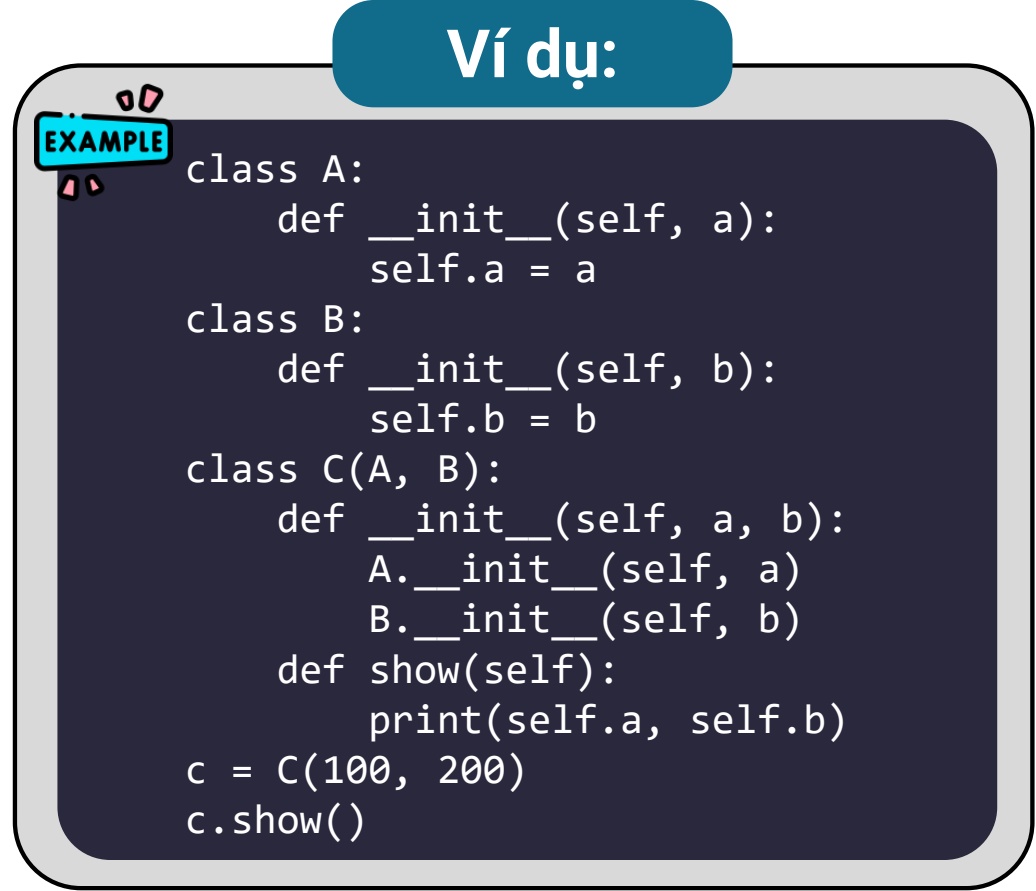 Ví dụ:
EXAMPLE
class A:
    def __init__(self, a):
        self.a = a
class B:
    def __init__(self, b):
        self.b = b
class C(A, B):
    def __init__(self, a, b):
        A.__init__(self, a)
        B.__init__(self, b)
    def show(self):
        print(self.a, self.b)
c = C(100, 200)
c.show()